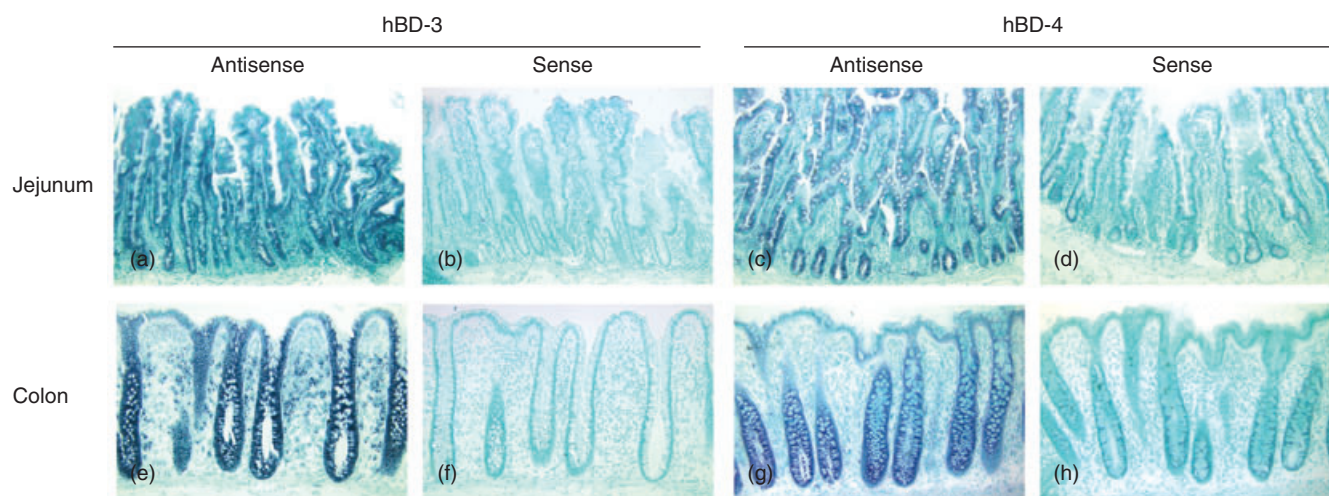 hBD-3 hBD-4
Antisense Sense Antisense Sense
Jejunum
(a) (b) (c) (d)
Colon
(e) (f) (g) (h)